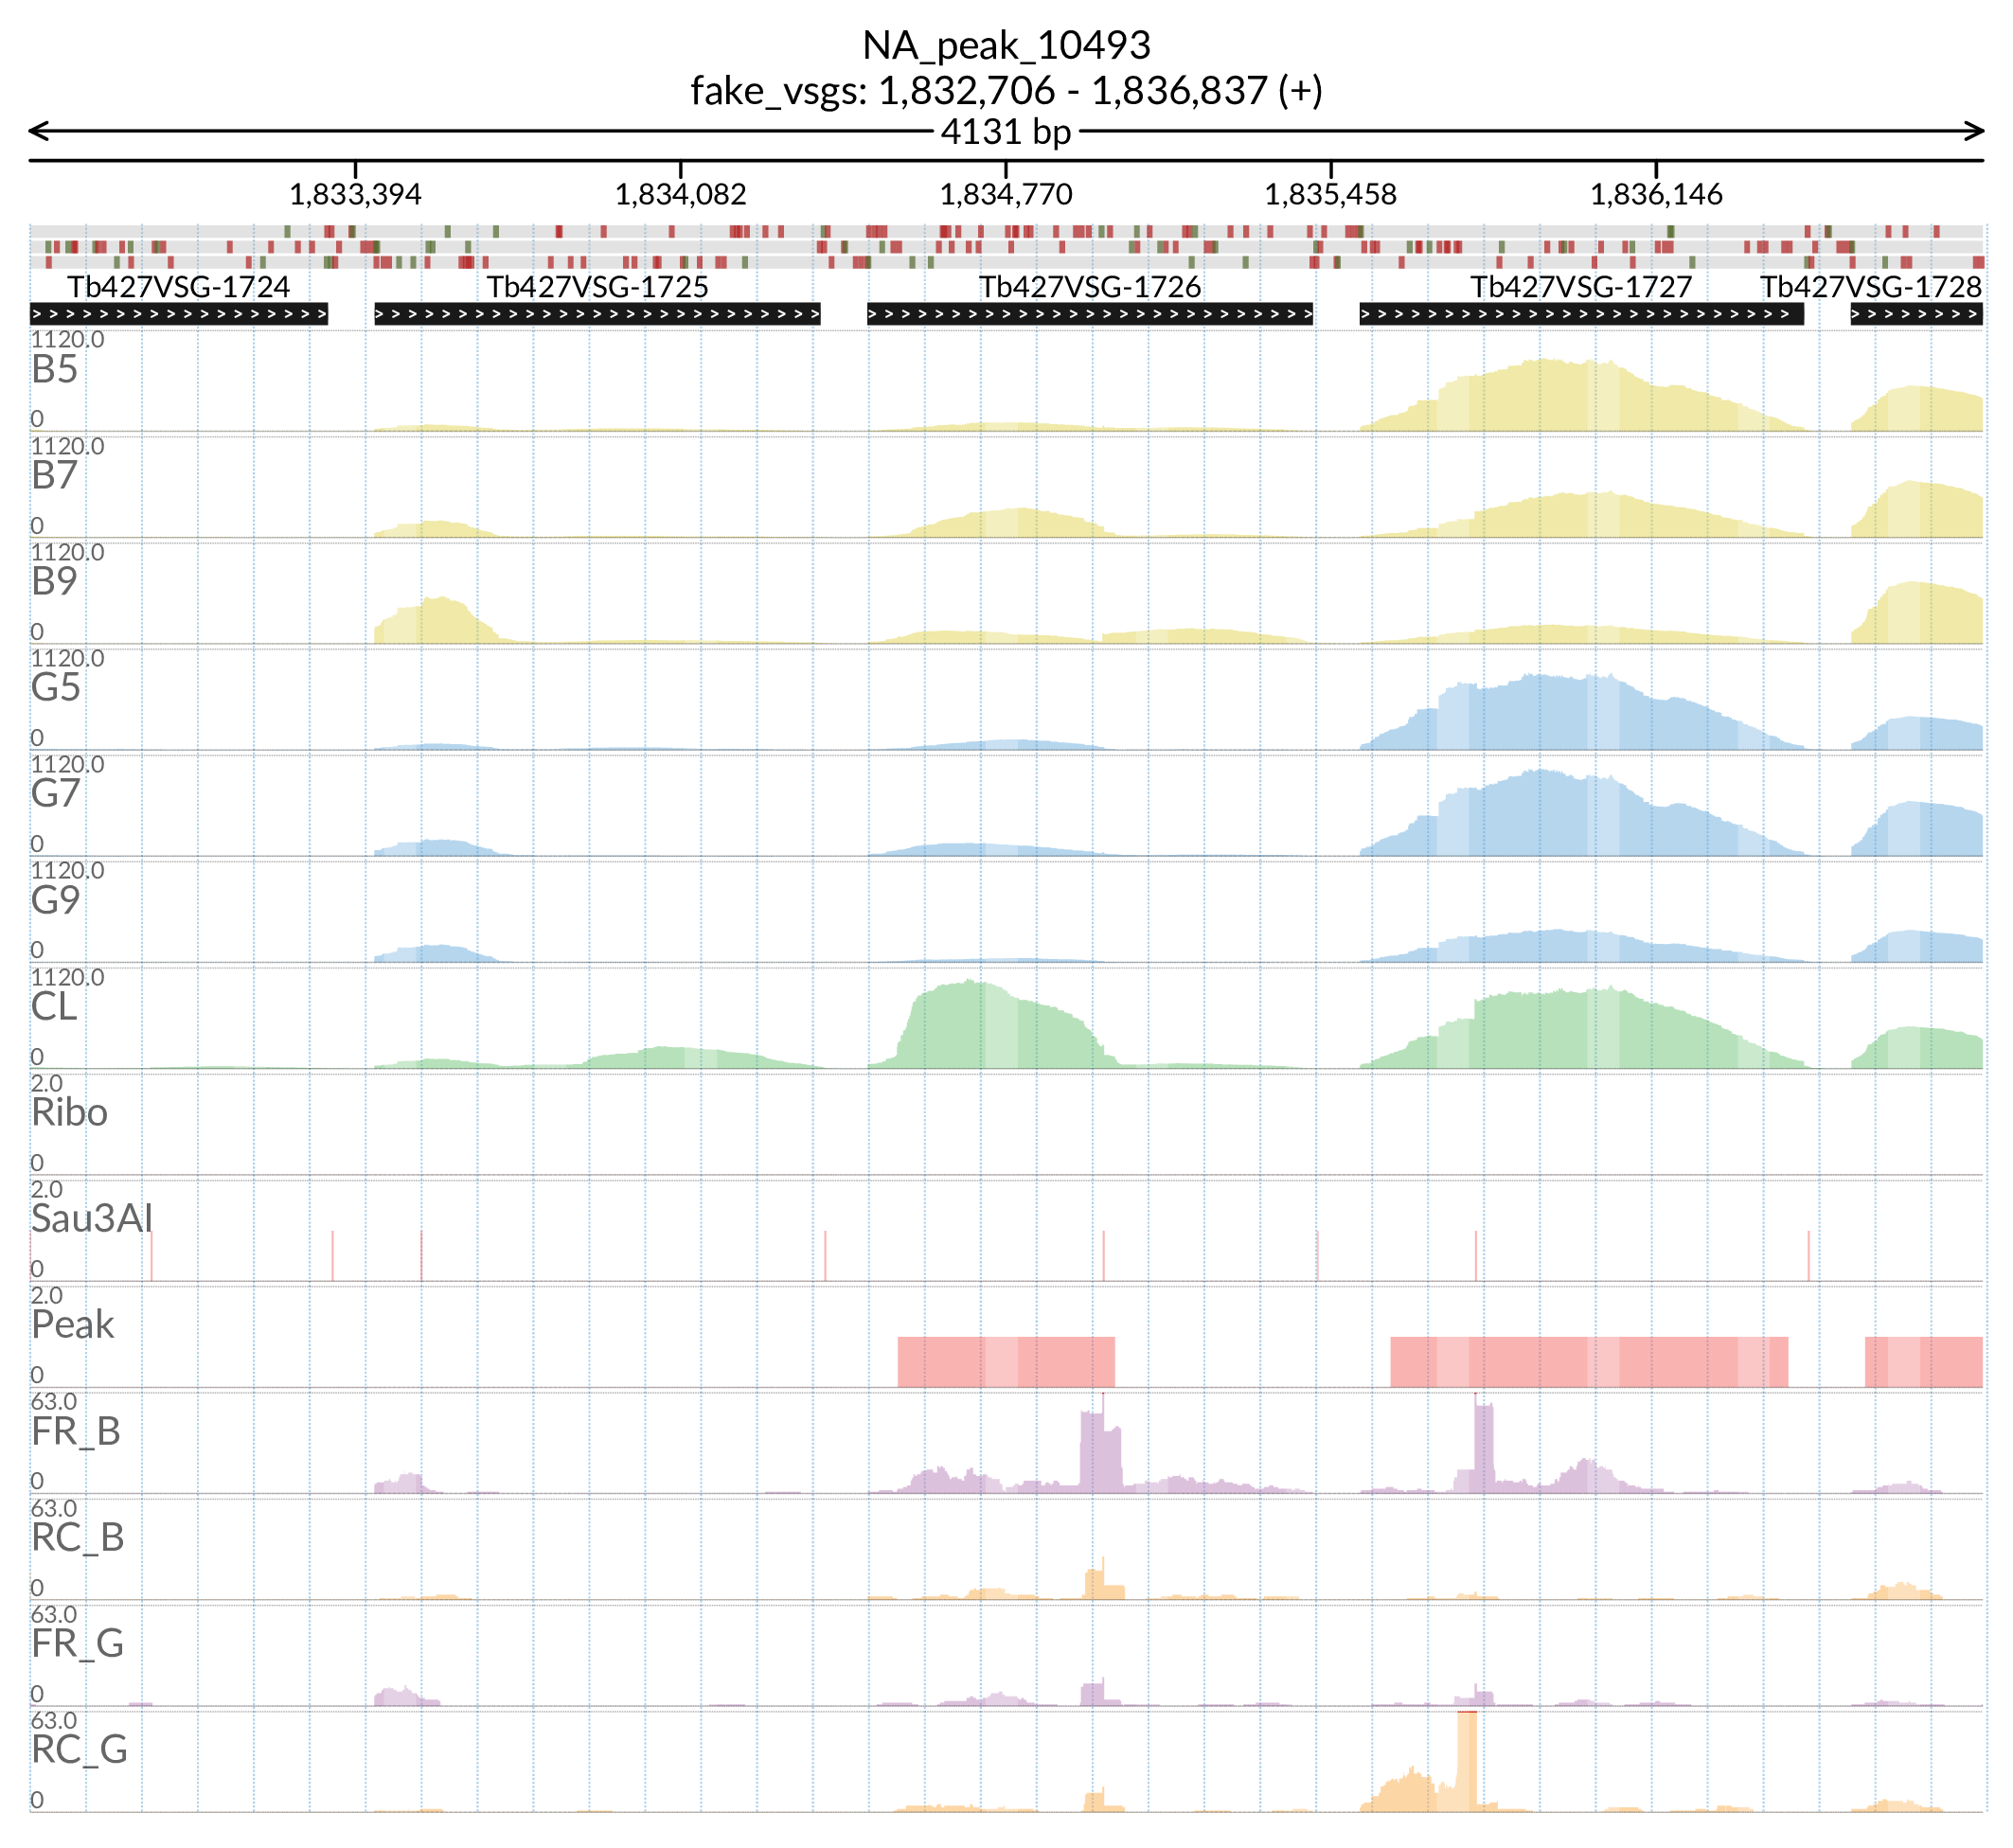 NA_peak_10493
fake_vsgs: 1,832,706 - 1,836,837 (+)
4131 bp
1,833,394 1,834,082 1,834,770 1,835,458 1,836,146
Tb427VSG-1724 Tb427VSG-1725 Tb427VSG-1726 Tb427VSG-1727 Tb427VSG-1728
1120.0
B5
0
1120.0
B7
0
1120.0
B9
0
1120.0
G5
0
1120.0
G7
0
1120.0
G9
0
1120.0
CL
0
2.0
Ribo
0
2.0
Sau3AI
0
2.0
Peak
0
63.0
FR_B
0
63.0
RC_B
0
63.0
FR_G
0
63.0
RC_G
0